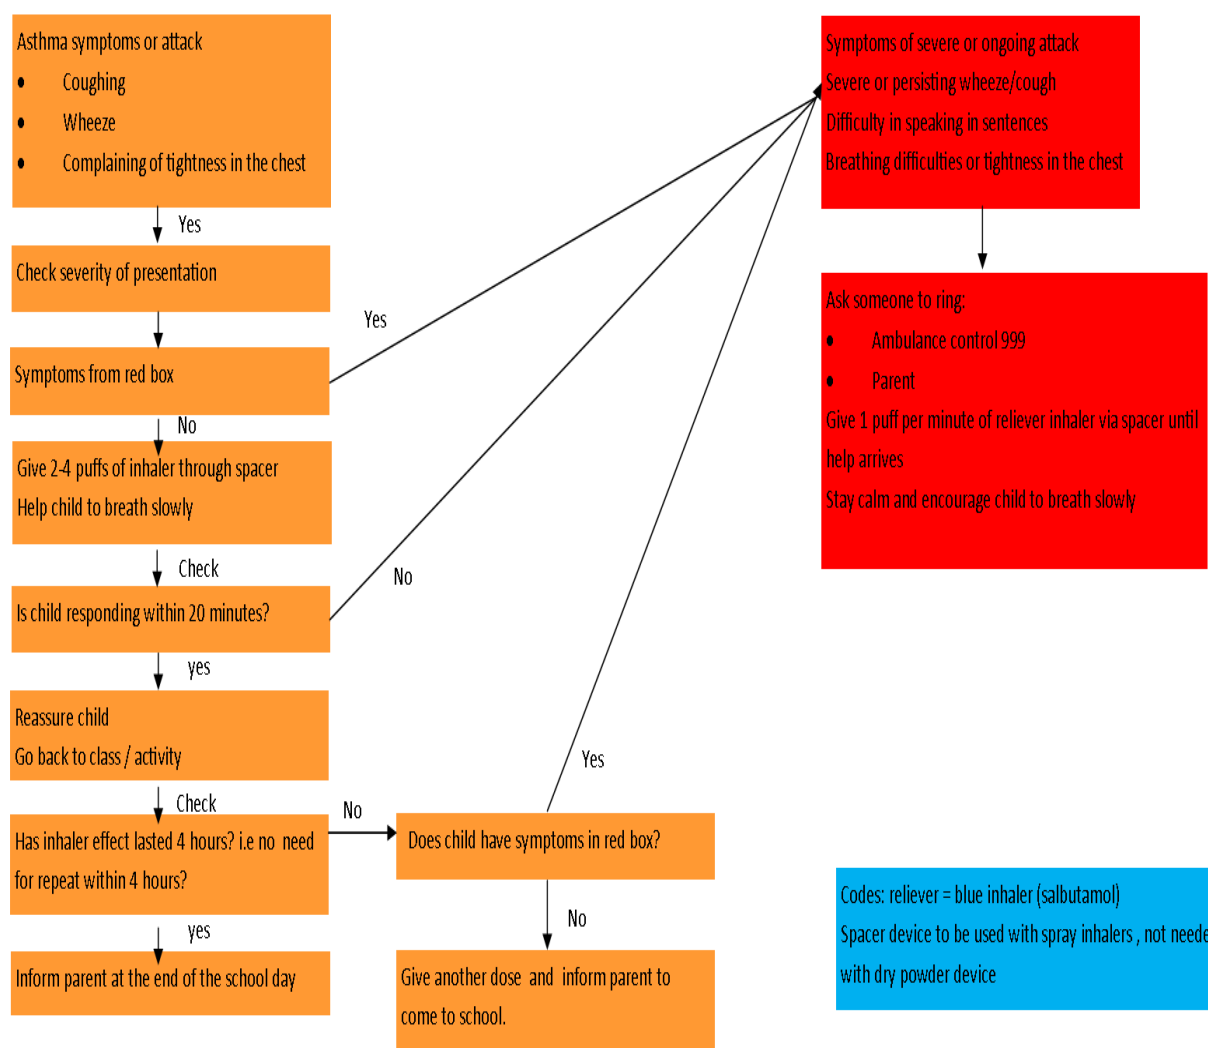 Asthma symptoms or attack
• Coughing
• Wheeze
• Complaining of tightness in the chest
Yes
Check severity of presentation
Symptoms from red box
Yes
No
Give 2-4 puffs of inhaler through spacer
Help child to breath slowly
Check
Is child responding within 20 minutes?
No
yes
Reassure child
Go back to class / activity
Check
Has inhaler effect lasted 4 hours? i.e no need
for repeat within 4 hours?
No
yes
Inform parent at the end of the school day
Does child have symptoms in red box?
Yes
No
Give another dose and inform parent to
come to school.
Symptoms of severe or ongoing attack
Severe or persisting wheeze/cough
Difficulty in speaking in sentences
Breathing difficulties or tightness in the chest
Ask someone to ring:
• Ambulance control 999
• Parent
Give 1 puff per minute of reliever inhaler via spacer until
help arrives
Stay calm and encourage child to breath slowly
Codes: reliever = blue inhaler (salbutamol)
Spacer device to be used with spray inhalers , not neede
with dry powder device